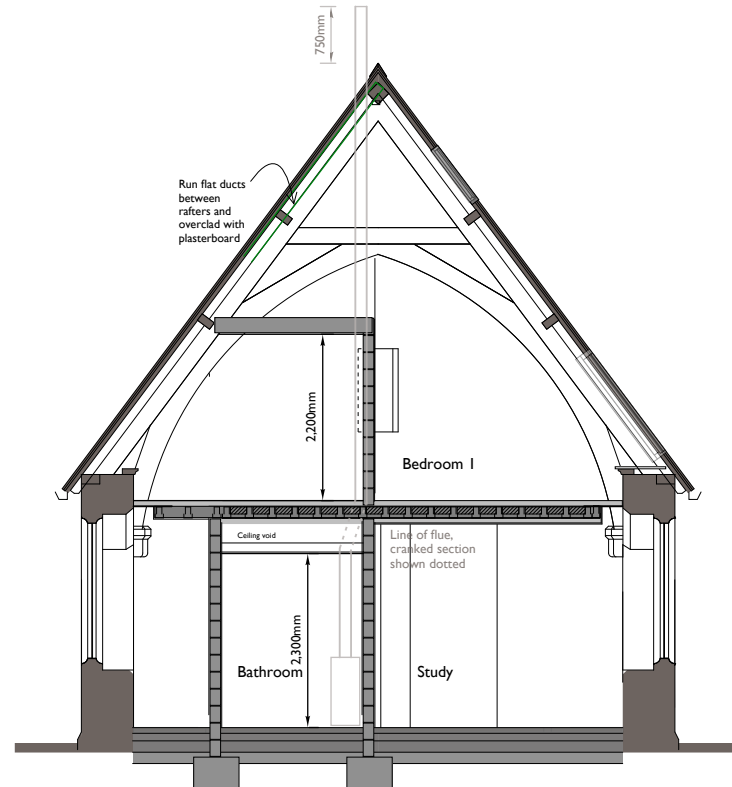 750mm
Run flat ducts
between
rafters and
overclad with
plasterboard
2,200mm
Bedroom 1
Ceiling void
Line of flue,
cranked section
shown dotted
2,300mm
Bathroom
Study